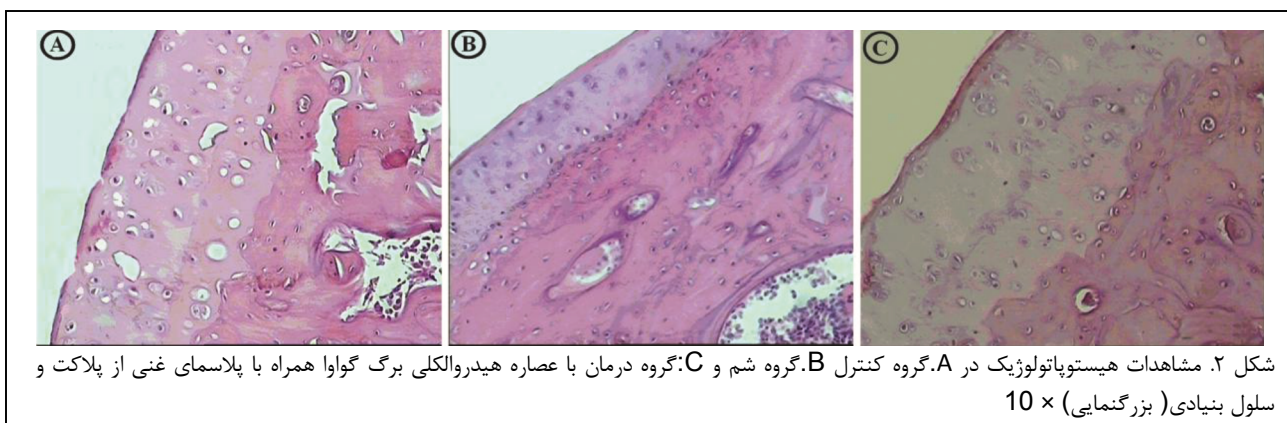 A B C
شکل ۲. مشاهدات هیستوپاتولوژیک در A.گروه کنترل B.گروه شم و C:گروه درمان با عصاره هیدروالکلی برگ گواوا همراه با پلاسمای غنی از پلاکت و
سلول بنیادی( بزرگنمایی) × 10